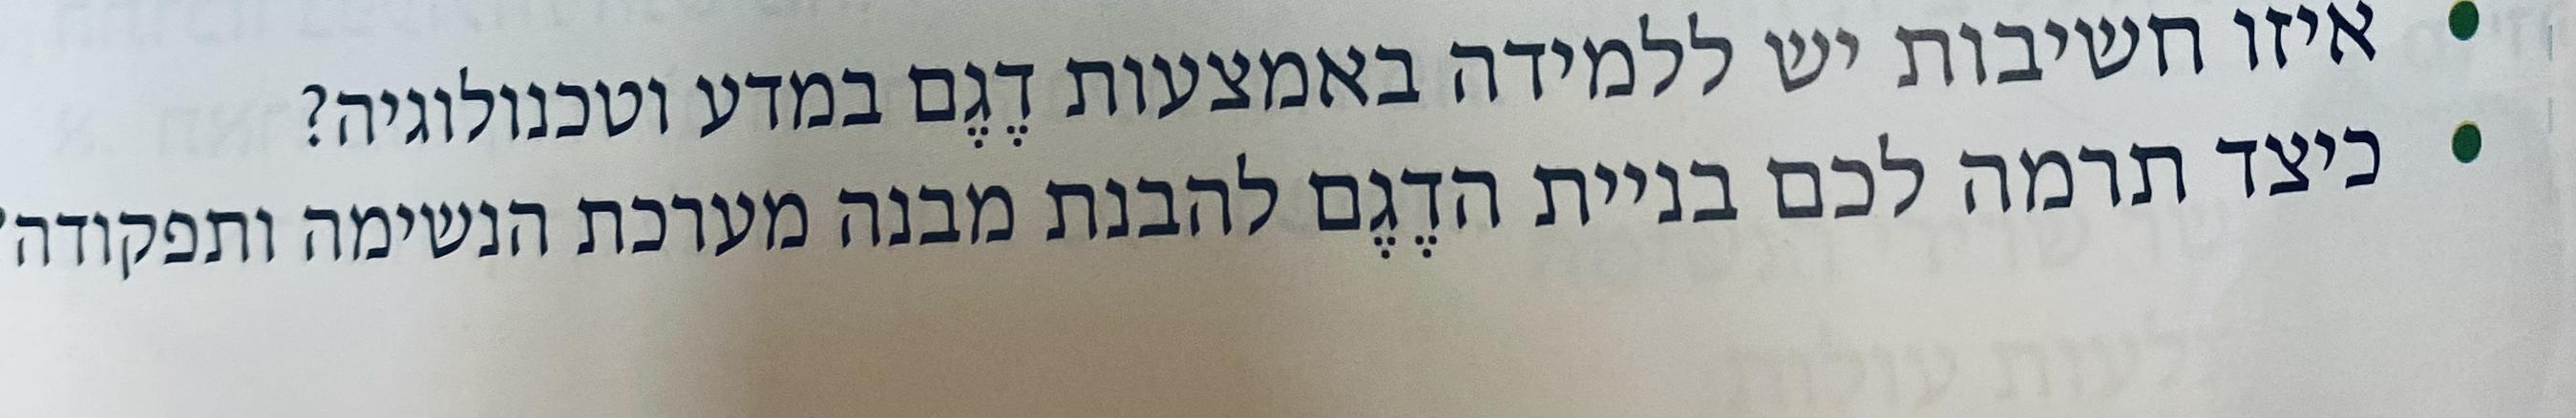 • איזו חשיבות יש ללמידה באמצעות דֶגֶם במדע וטכנולוגיה?
• כיצד תרמה לכם בניית הדֶגֶם להבנת מבנה מערכת הנשימה ותפקודה